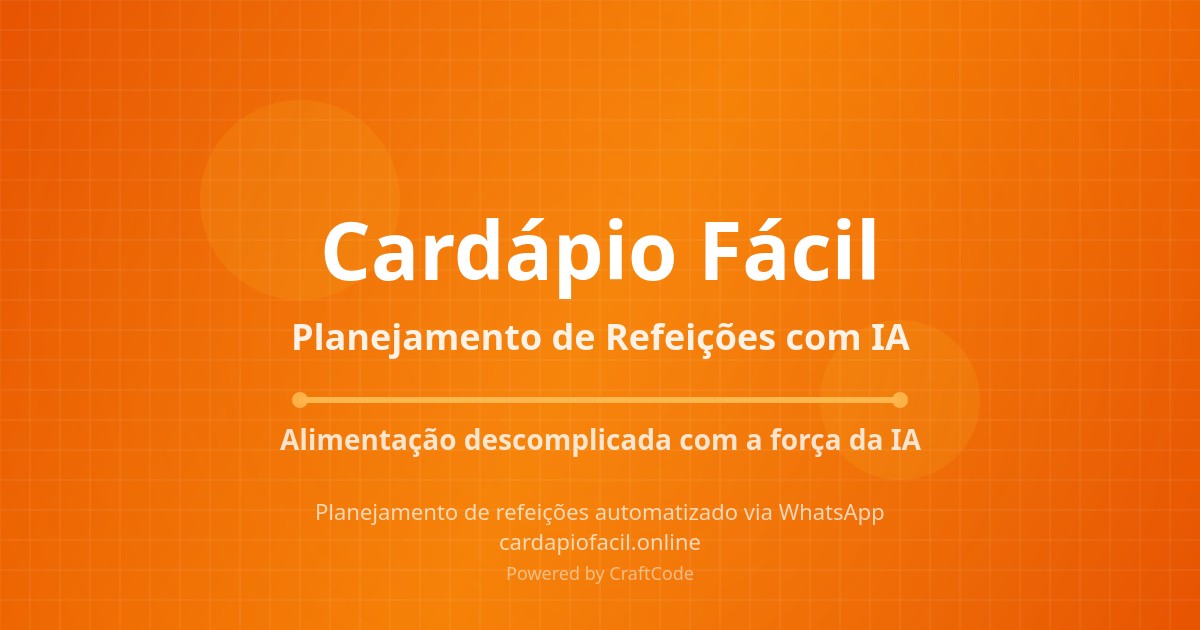 Cardápio Fácil
Planejamento de Refeições com IA
Alimentação descomplicada com a força da IA
Planejamento de refeições automatizado via WhatsApp
cardapiofacil.online
Powered by CraftCode